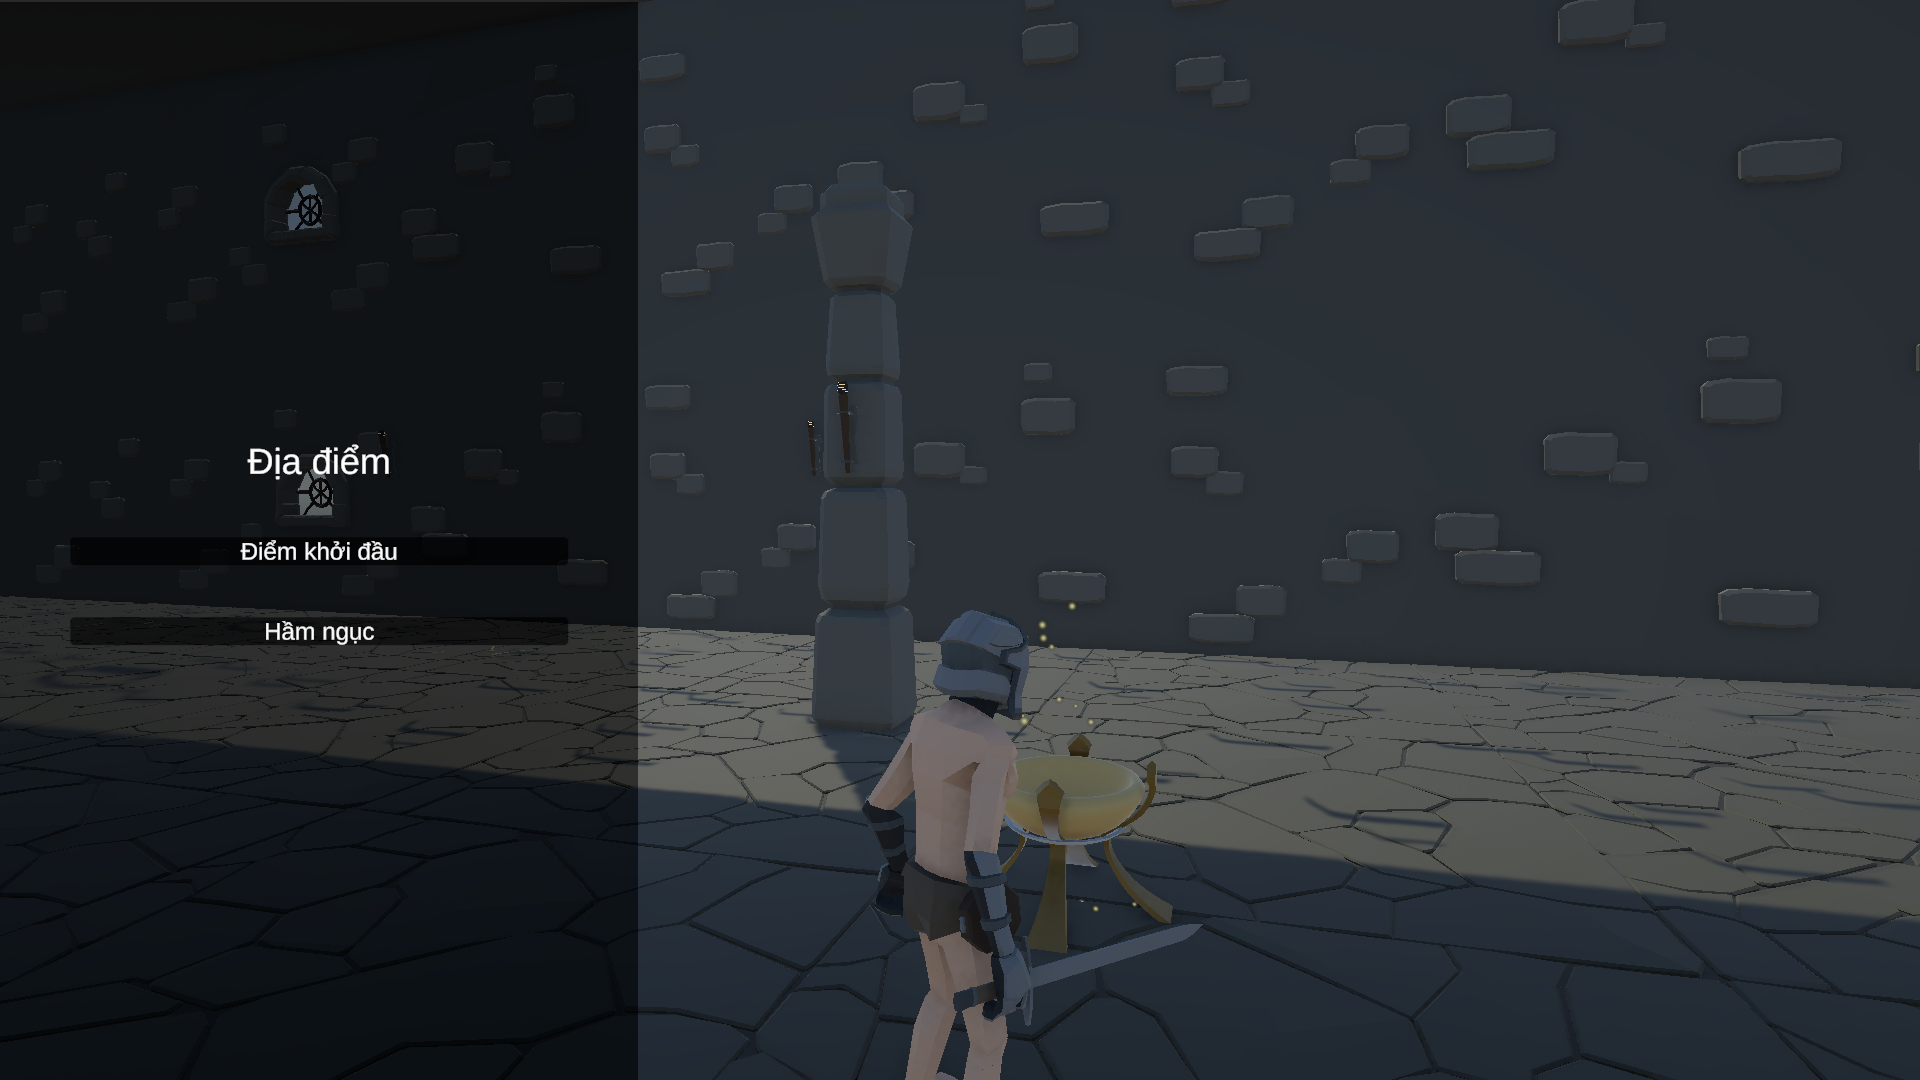 Địa điểm
Điểm khởi đầu
Hầm ngục